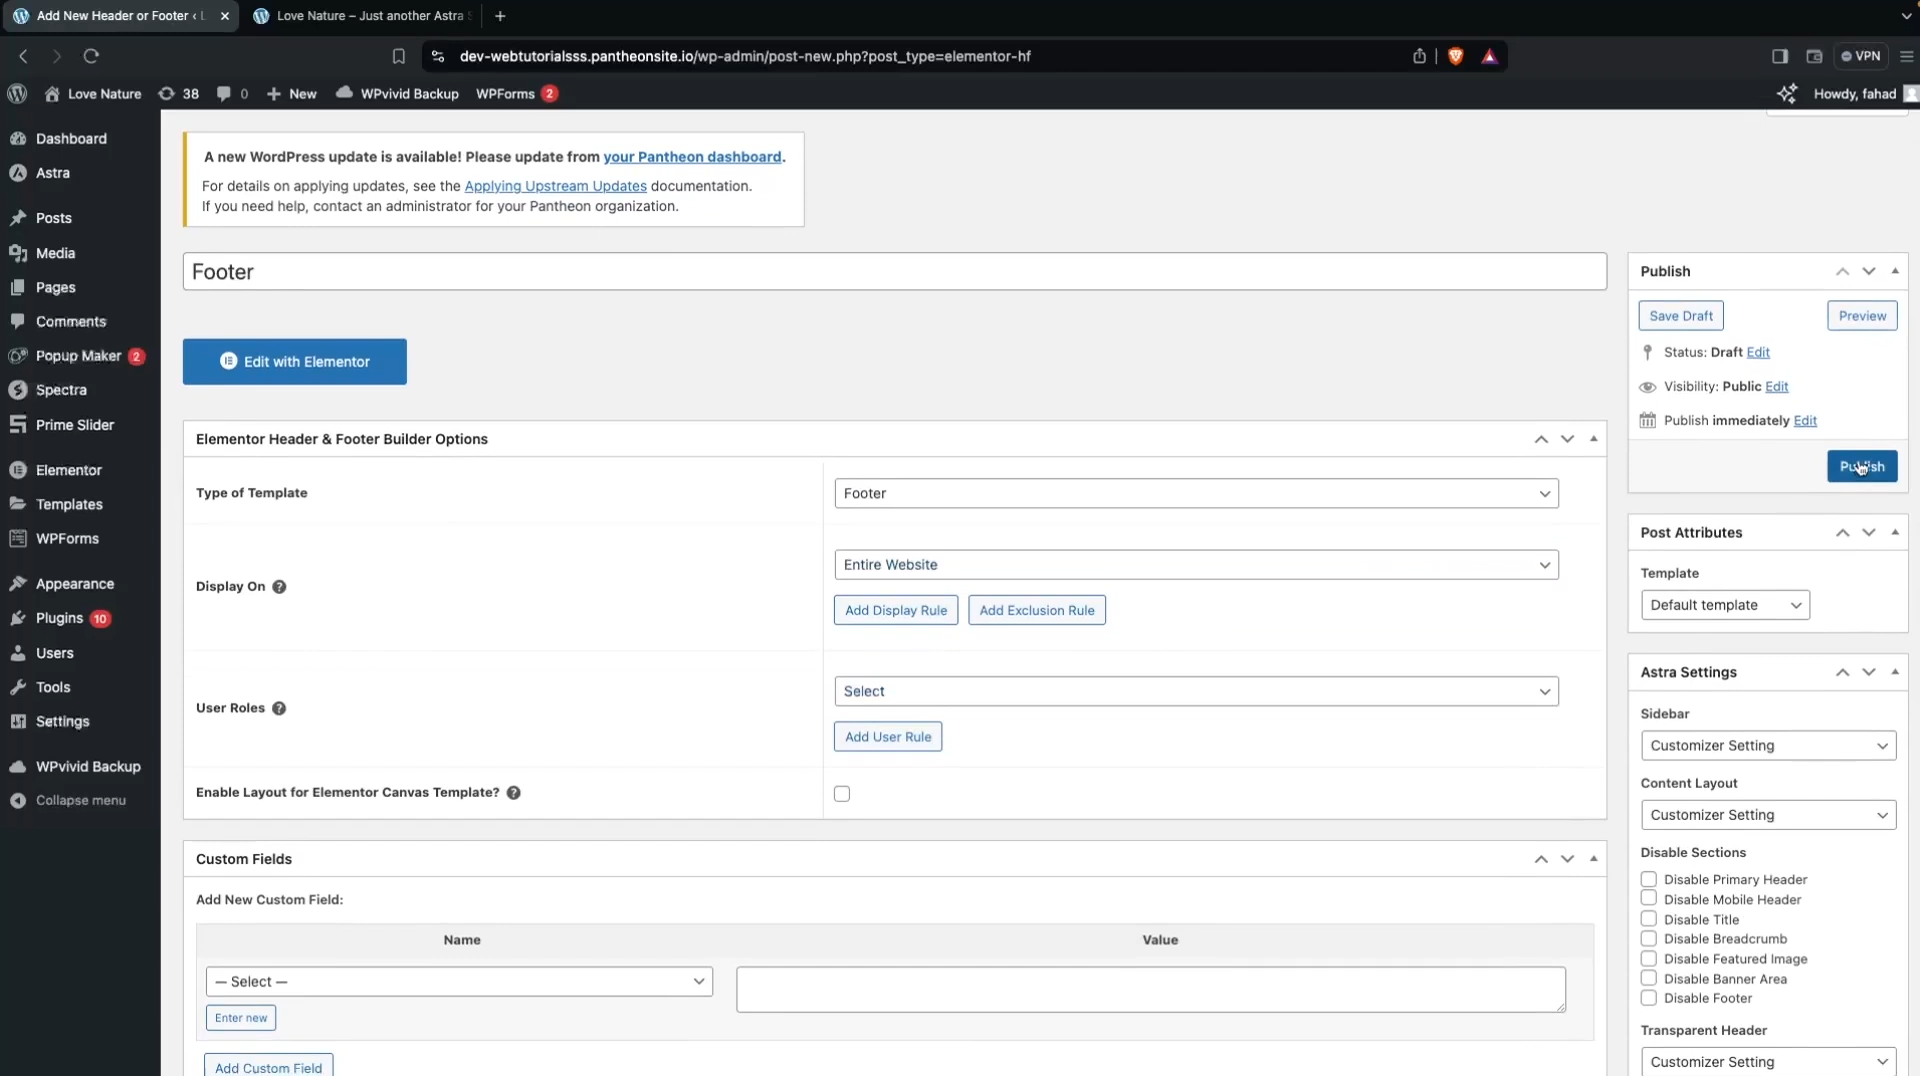 Add New Header or Footer ‹ L
Love Nature – Just another Astra S
dev-webtutorialsss.pantheonsite.io/wp-admin/post-new.php?post_type=elementor-hf
VPN
Love Nature
38
0
New
WPvivid Backup
WPForms 2
Howdy, fahad
Dashboard
Astra
Posts
Media
Pages
Comments
Popup Maker 2
Spectra
Prime Slider
Elementor
Templates
WPForms
Appearance
Plugins 10
Users
Tools
Settings
WPvivid Backup
Collapse menu
A new WordPress update is available! Please update from your Pantheon dashboard.
For details on applying updates, see the Applying Upstream Updates documentation.
If you need help, contact an administrator for your Pantheon organization.
Footer
Edit with Elementor
Elementor Header & Footer Builder Options
Type of Template
Footer
Display On ?
Entire Website
Add Display Rule
Add Exclusion Rule
User Roles ?
Select
Add User Rule
Enable Layout for Elementor Canvas Template? ?
Custom Fields
Add New Custom Field:
Name
Value
— Select —
Enter new
Add Custom Field
Publish
Save Draft
Preview
Status: Draft Edit
Visibility: Public Edit
Publish immediately Edit
Publish
Post Attributes
Template
Default template
Astra Settings
Sidebar
Customizer Setting
Content Layout
Customizer Setting
Disable Sections
Disable Primary Header
Disable Mobile Header
Disable Title
Disable Breadcrumb
Disable Featured Image
Disable Banner Area
Disable Footer
Transparent Header
Customizer Setting